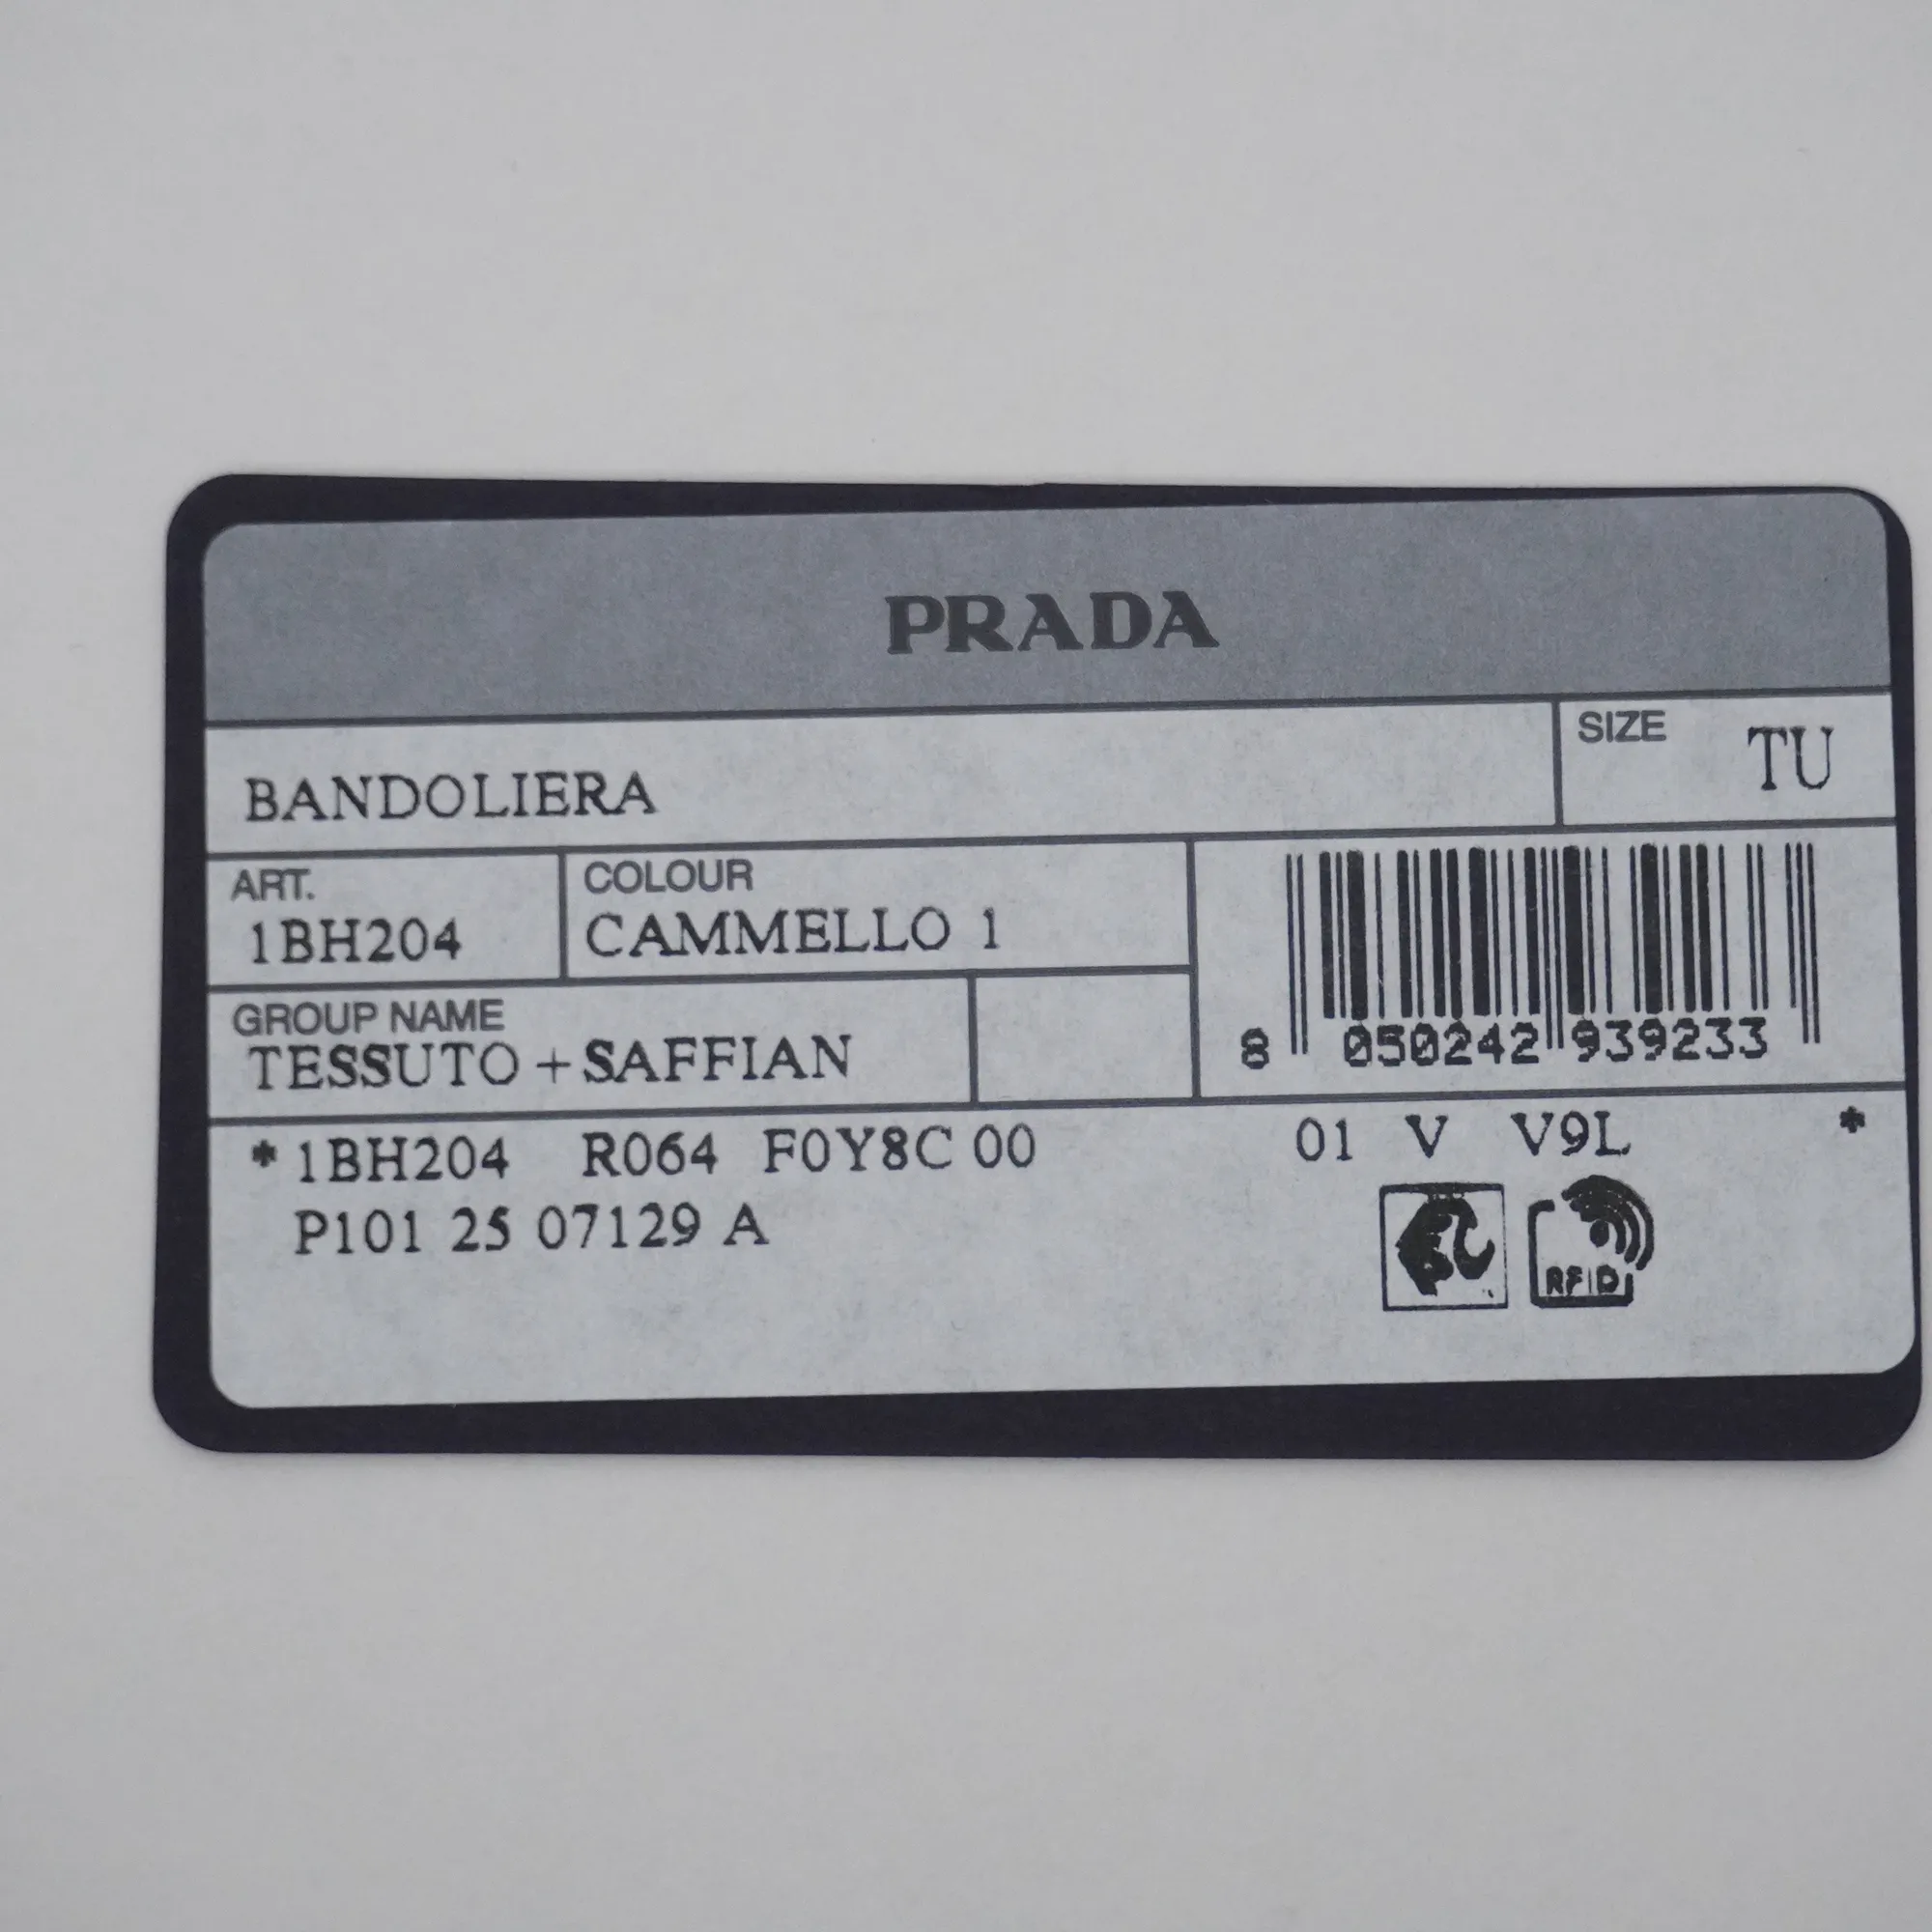 PRADA
BANDOLIERA
SIZE TU
ART.
1BH204
COLOUR
CAMMELLO 1
GROUP NAME
TESSUTO+SAFFIAN
8 050242 939233
*1BH204 R064 F0Y8C 00 01 V V9L *
P101 25 07129 A
RFID